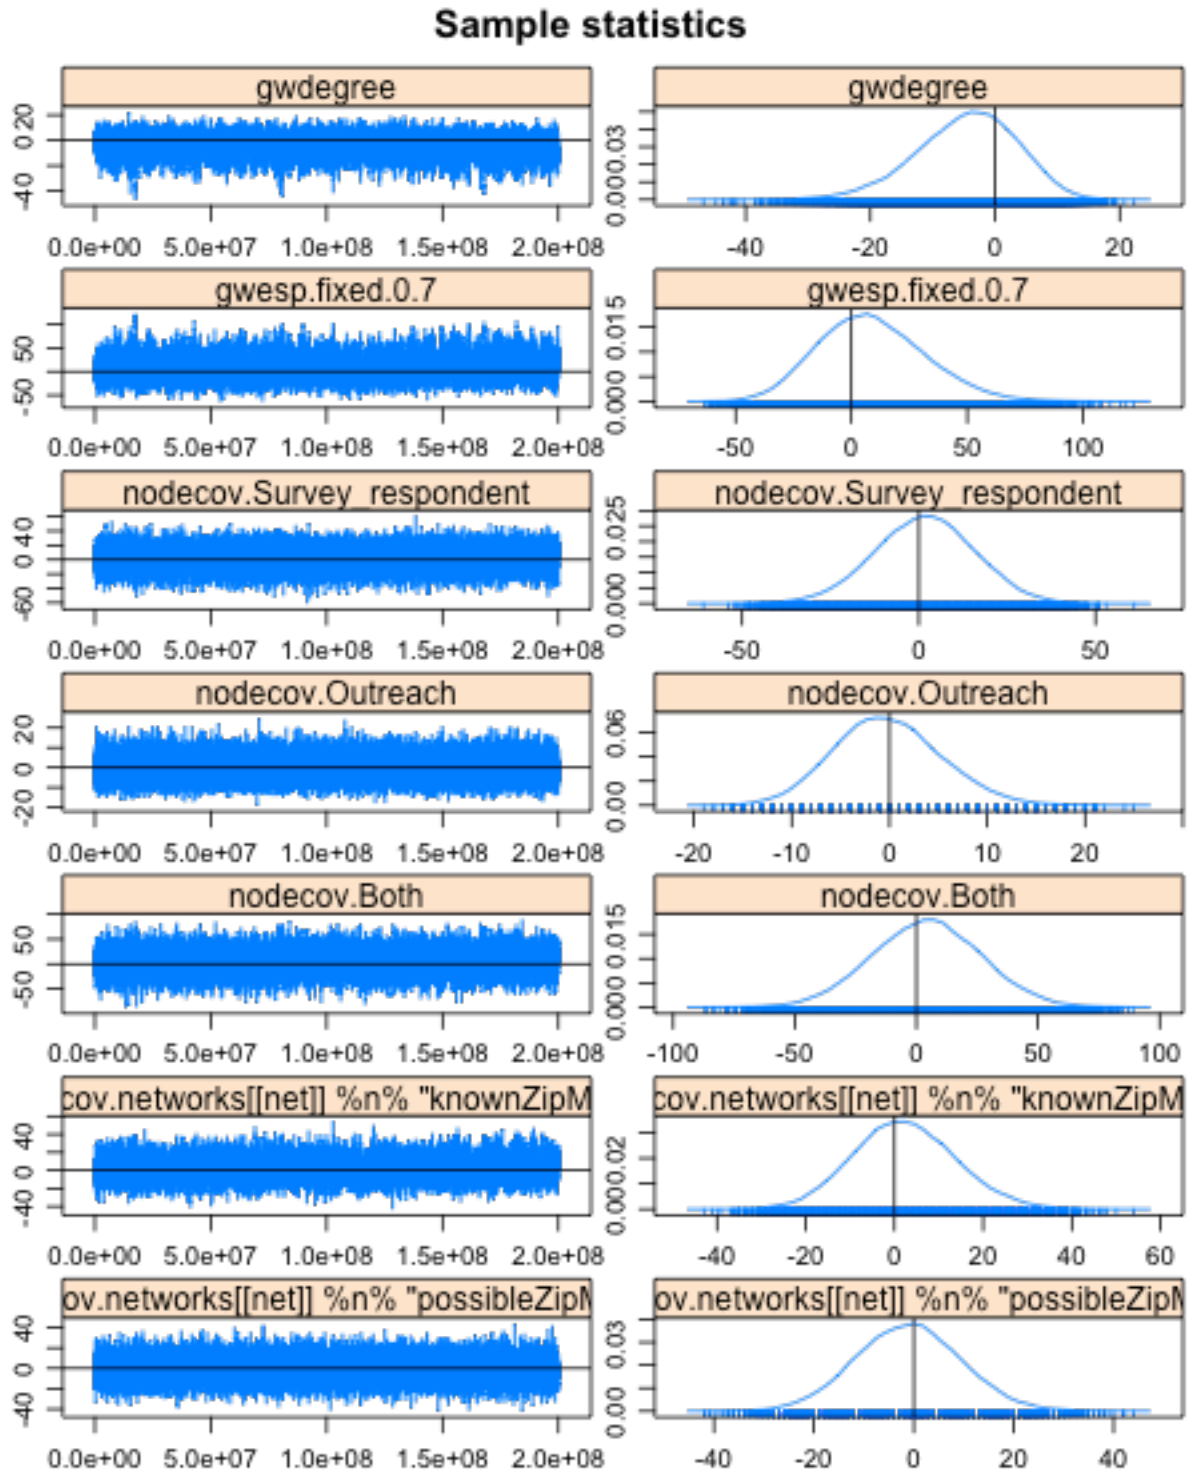 Sample statistics
gwdegree gwdegree
-40 0 20 0.00 0.03
0.0e+00 5.0e+07 1.0e+08 1.5e+08 2.0e+08 -40 -20 0 20
gwesp.fixed.0.7 gwesp.fixed.0.7
-50 50 0.000 0.015
0.0e+00 5.0e+07 1.0e+08 1.5e+08 2.0e+08 -50 0 50 100
nodecov.Survey_respondent nodecov.Survey_respondent
-60 0 40 0.000 0.025
0.0e+00 5.0e+07 1.0e+08 1.5e+08 2.0e+08 -50 0 50
nodecov.Outreach nodecov.Outreach
-20 0 20 0.00 0.06
0.0e+00 5.0e+07 1.0e+08 1.5e+08 2.0e+08 -20 -10 0 10 20
nodecov.Both nodecov.Both
-50 50 0.000 0.015
0.0e+00 5.0e+07 1.0e+08 1.5e+08 2.0e+08 -100 -50 0 50 100
cov.networks[[net]] %n% "knownZipM cov.networks[[net]] %n% "knownZipM
-40 0 40 0.00 0.02
0.0e+00 5.0e+07 1.0e+08 1.5e+08 2.0e+08 -40 -20 0 20 40 60
ov.networks[[net]] %n% "possibleZipM ov.networks[[net]] %n% "possibleZipM
-40 0 40 0.00 0.03
0.0e+00 5.0e+07 1.0e+08 1.5e+08 2.0e+08 -40 -20 0 20 40